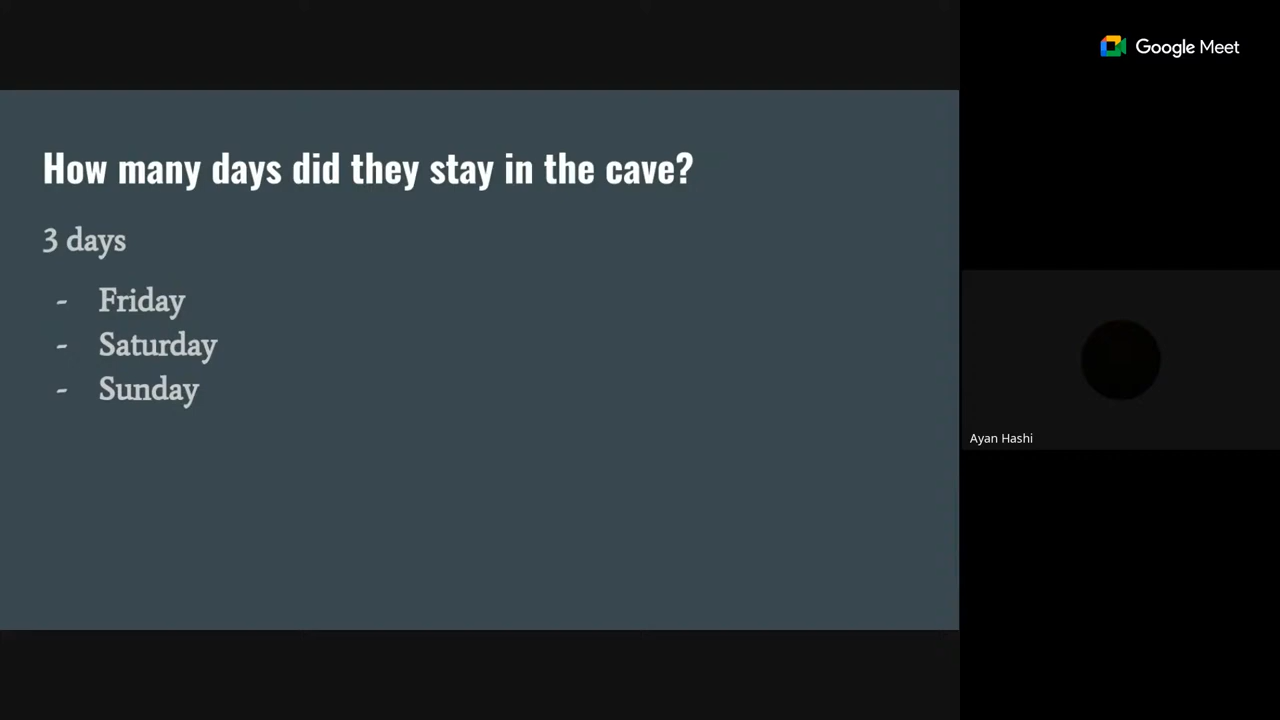 Google Meet
How many days did they stay in the cave?
3 days
- Friday
- Saturday
- Sunday
Ayan Hashi